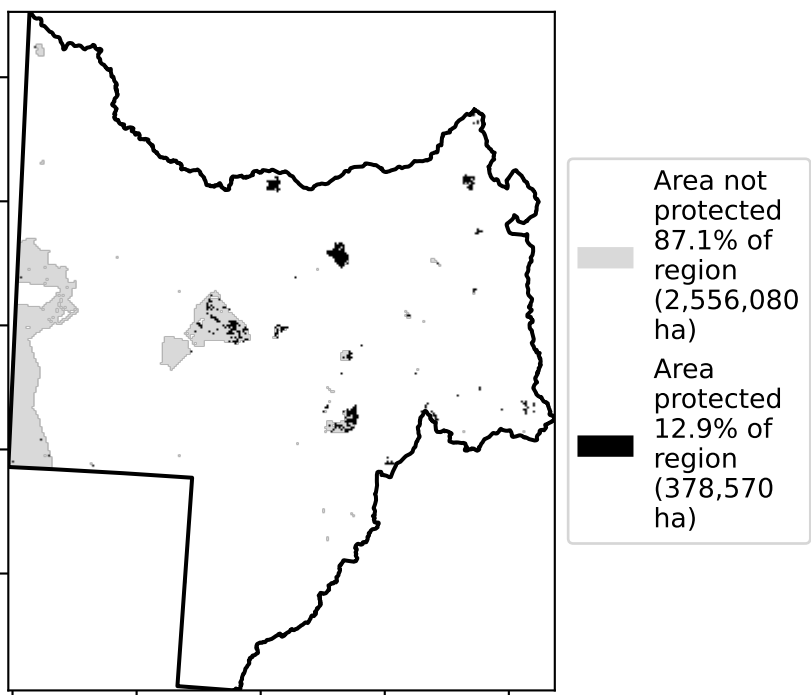 Area not
protected
87.1% of
region
(2,556,080
ha)
Area
protected
12.9% of
region
(378,570
ha)